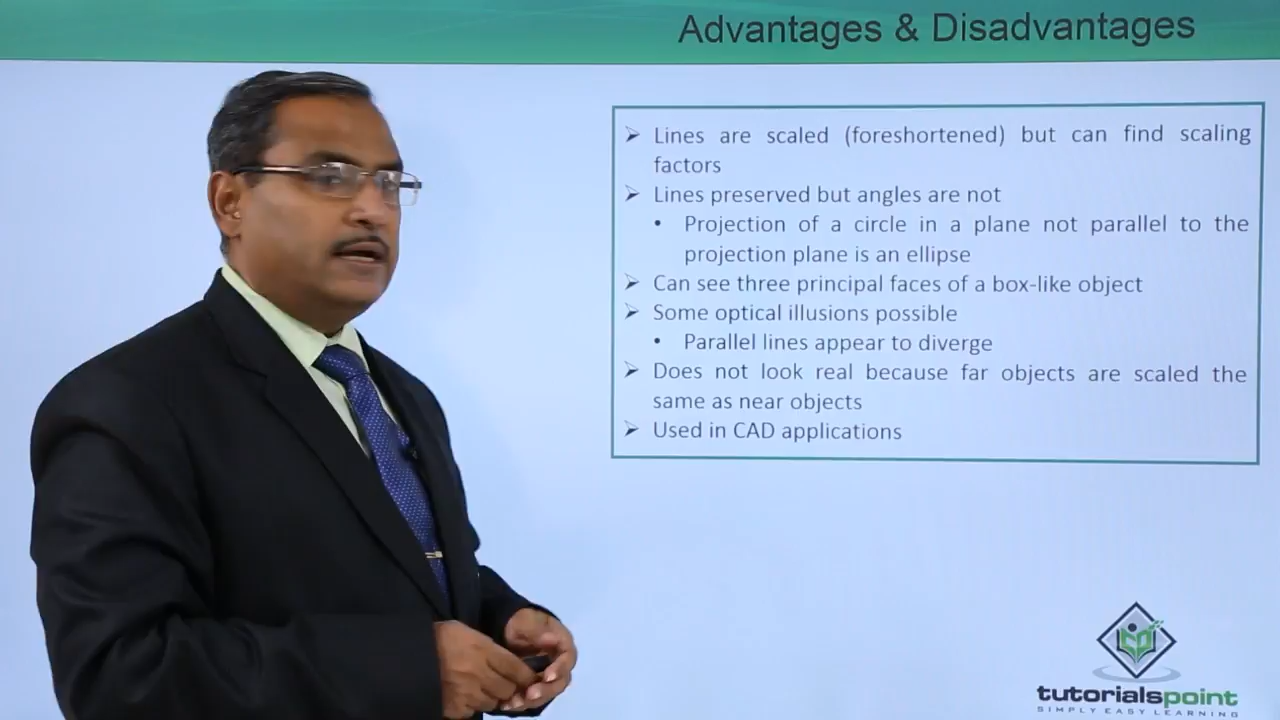 Advantages & Disadvantages
➢ Lines are scaled (foreshortened) but can find scaling
factors
➢ Lines preserved but angles are not
• Projection of a circle in a plane not parallel to the
projection plane is an ellipse
➢ Can see three principal faces of a box-like object
➢ Some optical illusions possible
• Parallel lines appear to diverge
➢ Does not look real because far objects are scaled the
same as near objects
➢ Used in CAD applications
tutorialspoint
SIMPLY EASY LEARNING